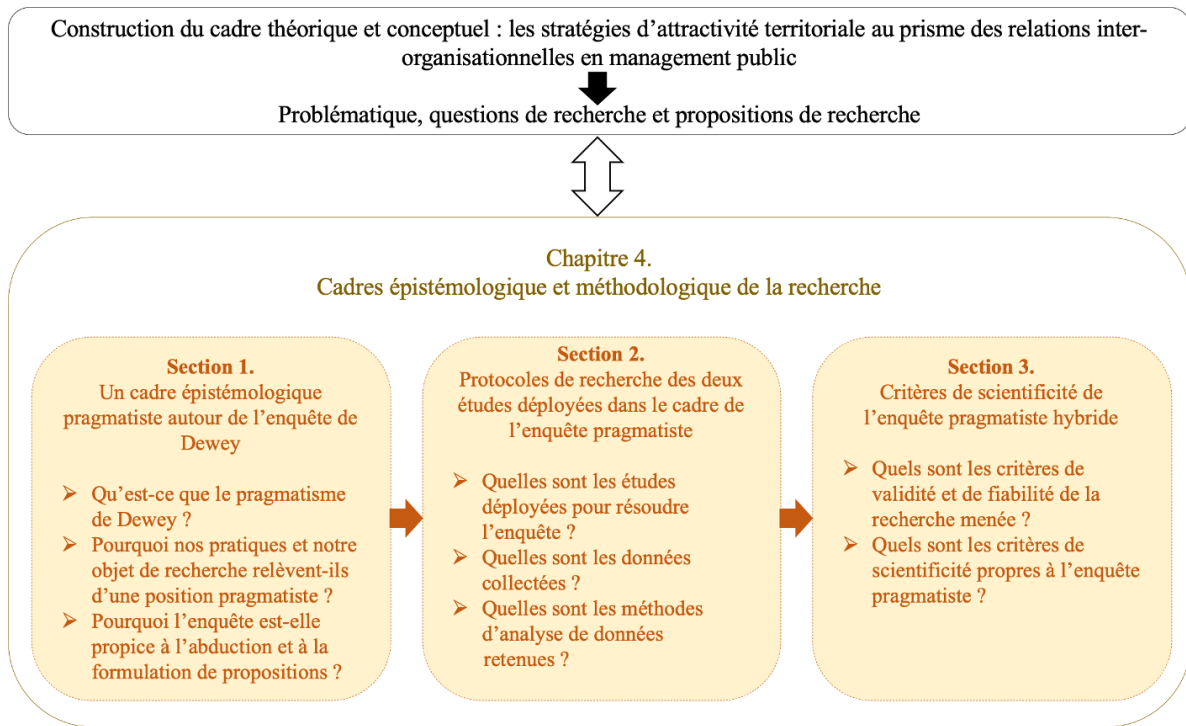 Construction du cadre théorique et conceptuel : les stratégies d’attractivité territoriale au prisme des relations inter-
organisationnelles en management public
Problématique, questions de recherche et propositions de recherche
Chapitre 4.
Cadres épistémologique et méthodologique de la recherche
Section 1.
Un cadre épistémologique
pragmatiste autour de l’enquête de
Dewey
➢ Qu’est-ce que le pragmatisme
de Dewey ?
➢ Pourquoi nos pratiques et notre
objet de recherche relèvent-ils
d’une position pragmatiste ?
➢ Pourquoi l’enquête est-elle
propice à l’abduction et à la
formulation de propositions ?
Section 2.
Protocoles de recherche des deux
études déployées dans le cadre de
l’enquête pragmatiste
➢ Quelles sont les études
déployées pour résoudre
l’enquête ?
➢ Quelles sont les données
collectées ?
➢ Quelles sont les méthodes
d’analyse de données
retenues ?
Section 3.
Critères de scientificité de
l’enquête pragmatiste hybride
➢ Quels sont les critères de
validité et de fiabilité de la
recherche menée ?
➢ Quels sont les critères de
scientificité propres à l’enquête
pragmatiste ?